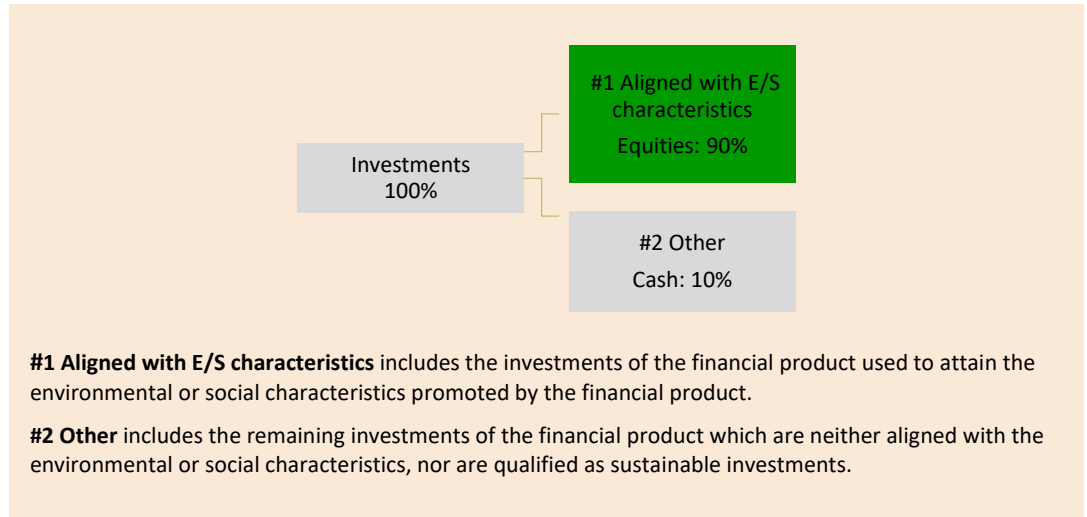 #1 Aligned with E/S
characteristics
Equities: 90%
Investments
100%
#2 Other
Cash: 10%
#1 Aligned with E/S characteristics includes the investments of the financial product used to attain the
environmental or social characteristics promoted by the financial product.
#2 Other includes the remaining investments of the financial product which are neither aligned with the
environmental or social characteristics, nor are qualified as sustainable investments.